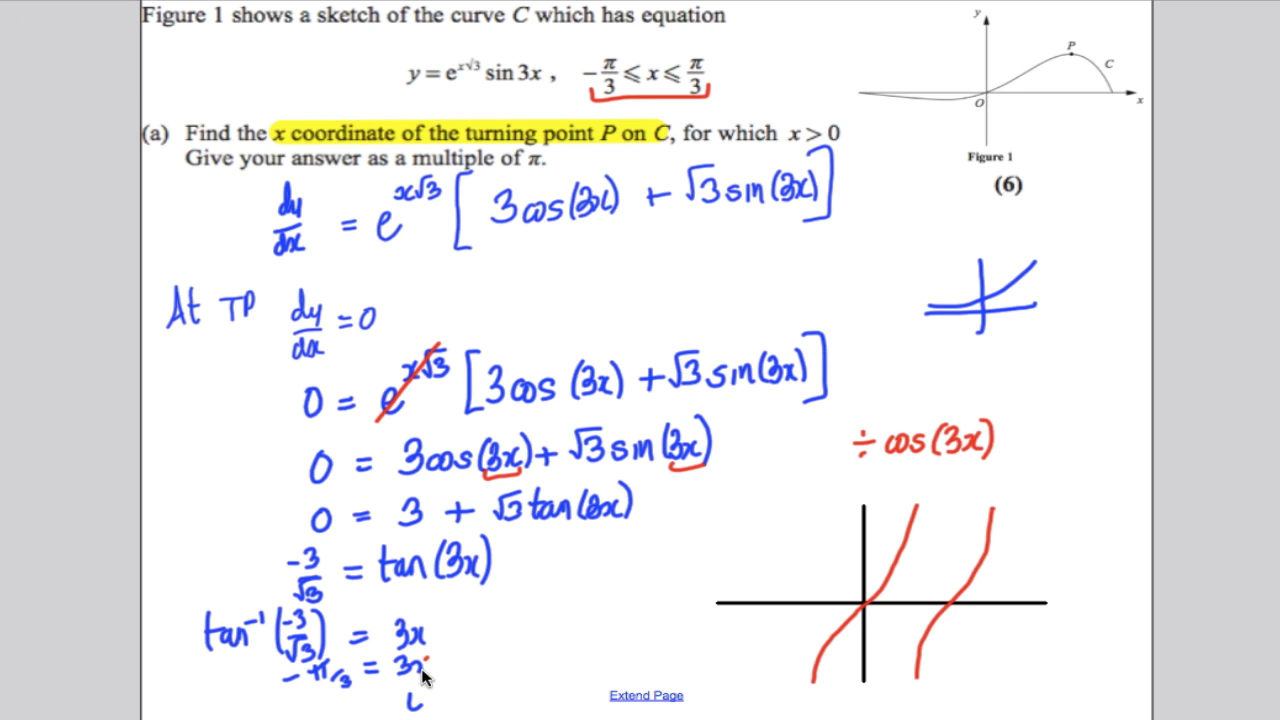 Figure 1 shows a sketch of the curve C which has equation
y = e^{x√3} sin 3x , −π/3 ⩽ x ⩽ π/3
(a) Find the x coordinate of the turning point P on C, for which x > 0
Give your answer as a multiple of π.
y
P
C
O
x
Figure 1
(6)
dy/dx = e^{x√3} [ 3cos(3x) + √3 sin(3x) ]
At TP dy/dx = 0
0 = e^{x√3} [ 3cos(3x) + √3 sin(3x) ]
0 = 3cos(3x) + √3 sin(3x)
÷ cos(3x)
0 = 3 + √3 tan(3x)
-3/√3 = tan(3x)
tan⁻¹(-3/√3) = 3x
-π/3 = 3x
Extend Page